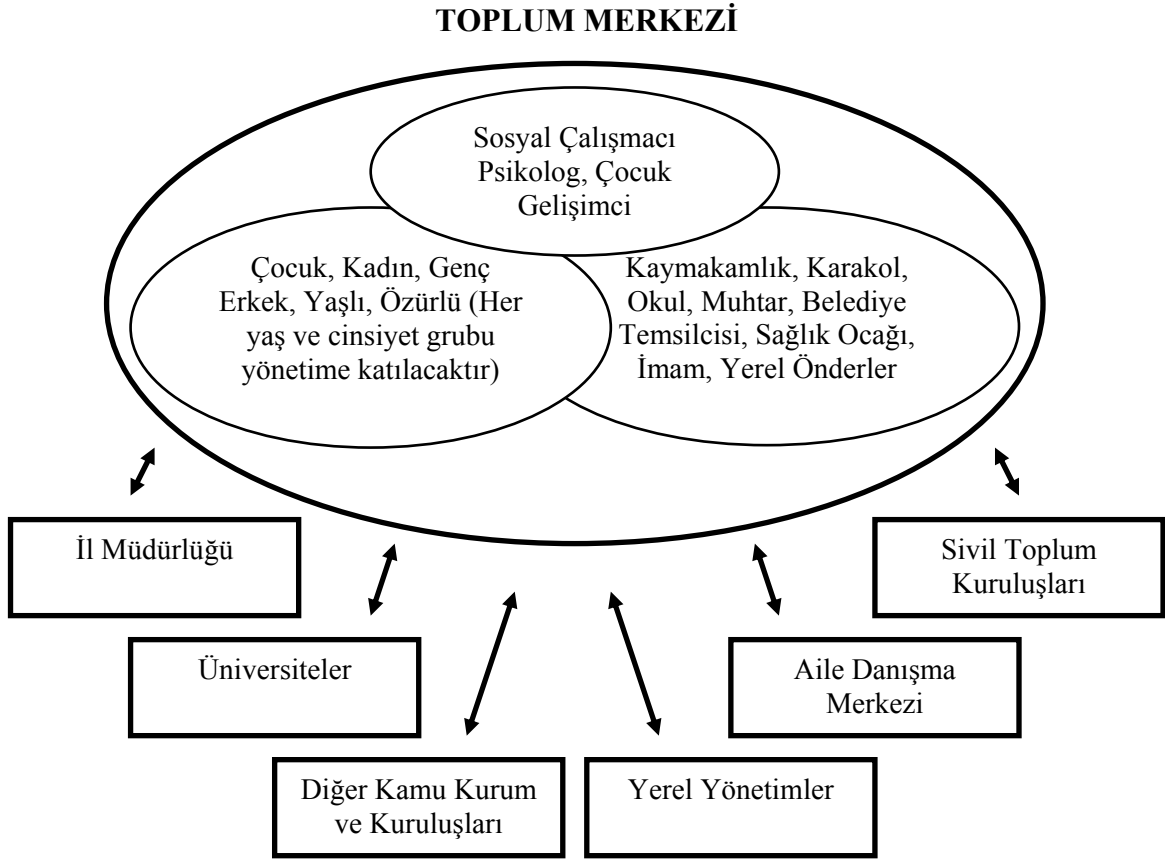 TOPLUM MERKEZİ
Sosyal Çalışmacı
Psikolog, Çocuk
Gelişimci
Çocuk, Kadın, Genç
Erkek, Yaşlı, Özürlü (Her
yaş ve cinsiyet grubu
yönetime katılacaktır)
Kaymakamlık, Karakol,
Okul, Muhtar, Belediye
Temsilcisi, Sağlık Ocağı,
İmam, Yerel Önderler
İl Müdürlüğü
Sivil Toplum
Kuruluşları
Üniversiteler
Aile Danışma
Merkezi
Diğer Kamu Kurum
ve Kuruluşları
Yerel Yönetimler